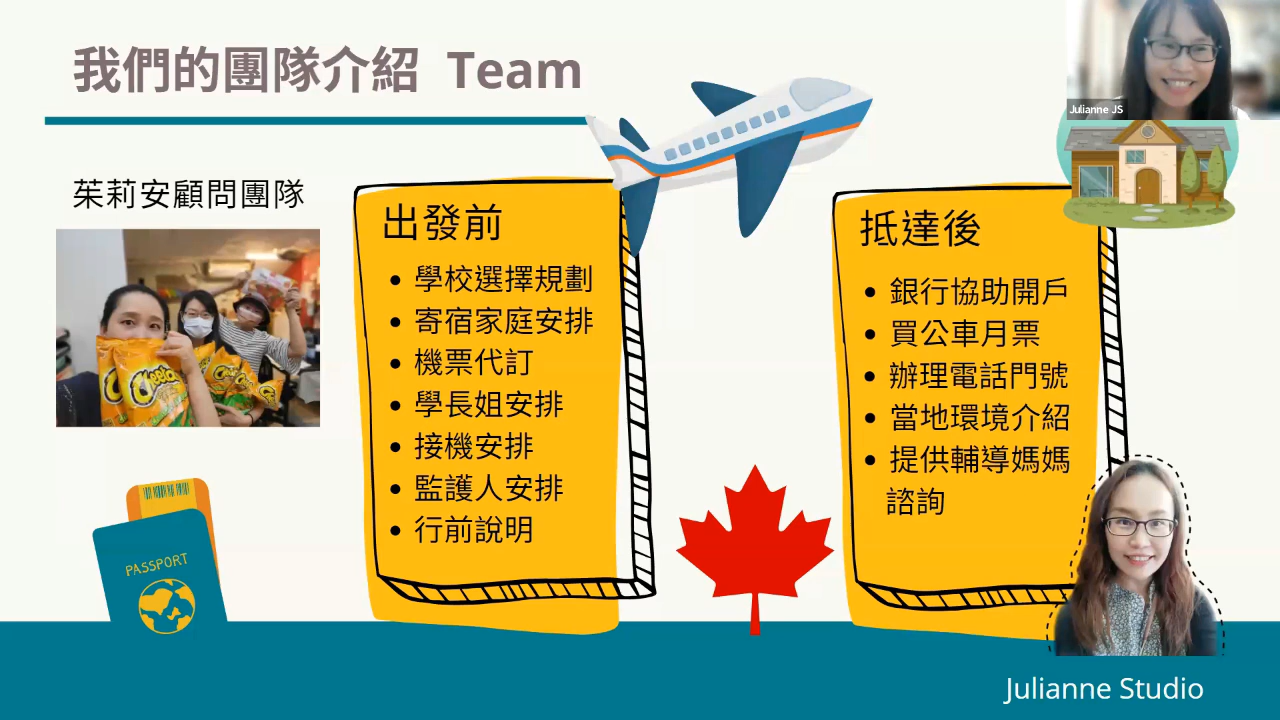 我們的團隊介紹 Team
Julianne JS
茱莉安顧問團隊
Cheetos
出發前
• 學校選擇規劃
• 寄宿家庭安排
• 機票代訂
• 學長姐安排
• 接機安排
• 監護人安排
• 行前說明
抵達後
• 銀行協助開戶
• 買公車月票
• 辦理電話門號
• 當地環境介紹
• 提供輔導媽媽
諮詢
PASSPORT
Julianne Studio